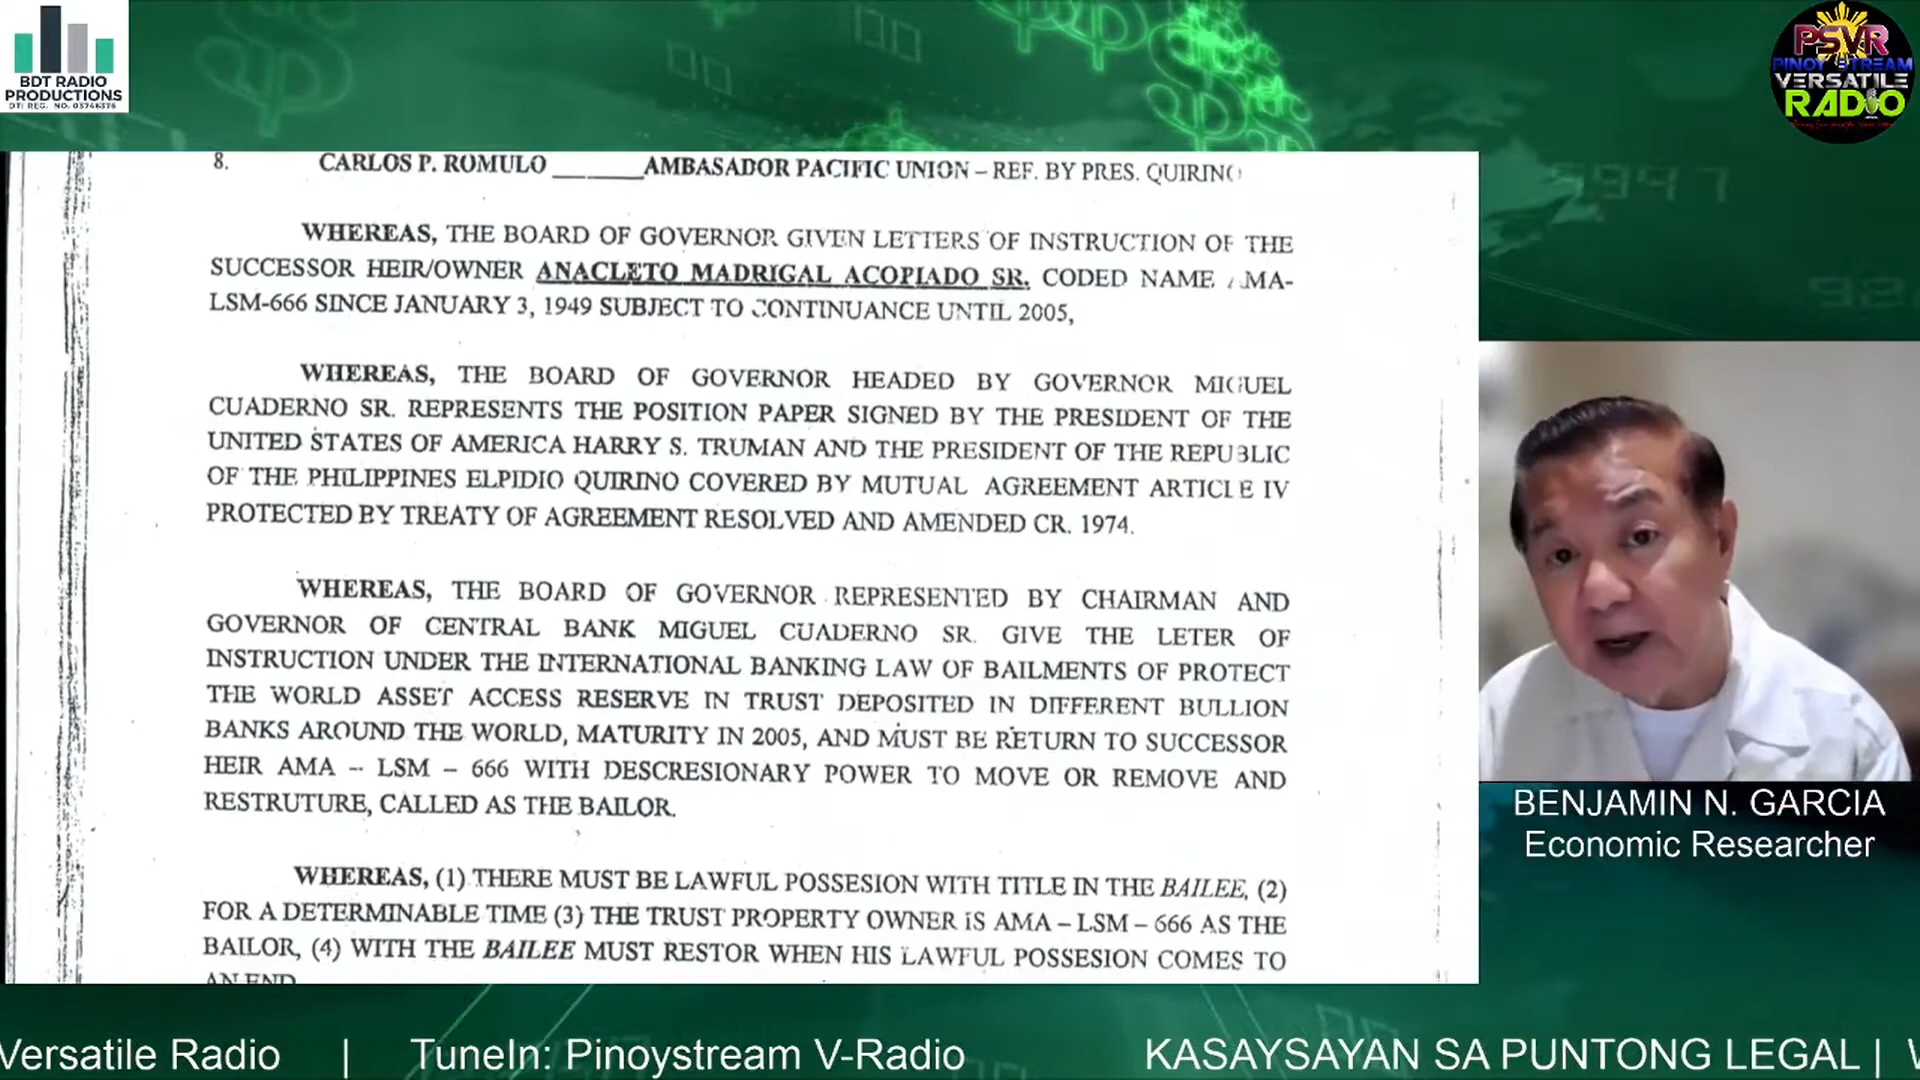 BDT RADIO
PRODUCTIONS
DTI REG. NO. 03748376
PSVR
PINOY STREAM
VERSATILE
RADIO
8. CARLOS P. ROMULO _______AMBASADOR PACIFIC UNION – REF. BY PRES. QUIRINO
WHEREAS, THE BOARD OF GOVERNOR GIVEN LETTERS OF INSTRUCTION OF THE
SUCCESSOR HEIR/OWNER ANACLETO MADRIGAL ACOPIADO SR. CODED NAME AMA-
LSM-666 SINCE JANUARY 3, 1949 SUBJECT TO CONTINUANCE UNTIL 2005,
WHEREAS, THE BOARD OF GOVERNOR HEADED BY GOVERNOR MIGUEL
CUADERNO SR. REPRESENTS THE POSITION PAPER SIGNED BY THE PRESIDENT OF THE
UNITED STATES OF AMERICA HARRY S. TRUMAN AND THE PRESIDENT OF THE REPUBLIC
OF THE PHILIPPINES ELPIDIO QUIRINO COVERED BY MUTUAL AGREEMENT ARTICLE IV
PROTECTED BY TREATY OF AGREEMENT RESOLVED AND AMENDED CR. 1974.
WHEREAS, THE BOARD OF GOVERNOR REPRESENTED BY CHAIRMAN AND
GOVERNOR OF CENTRAL BANK MIGUEL CUADERNO SR. GIVE THE LETER OF
INSTRUCTION UNDER THE INTERNATIONAL BANKING LAW OF BAILMENTS OF PROTECT
THE WORLD ASSET ACCESS RESERVE IN TRUST DEPOSITED IN DIFFERENT BULLION
BANKS AROUND THE WORLD, MATURITY IN 2005, AND MUST BE RETURN TO SUCCESSOR
HEIR AMA – LSM – 666 WITH DESCRESIONARY POWER TO MOVE OR REMOVE AND
RESTRUTURE, CALLED AS THE BAILOR.
WHEREAS, (1) THERE MUST BE LAWFUL POSSESION WITH TITLE IN THE BAILEE, (2)
FOR A DETERMINABLE TIME (3) THE TRUST PROPERTY OWNER IS AMA – LSM – 666 AS THE
BAILOR, (4) WITH THE BAILEE MUST RESTOR WHEN HIS LAWFUL POSSESION COMES TO
AN END
BENJAMIN N. GARCIA
Economic Researcher
Versatile Radio | TuneIn: Pinoystream V-Radio KASAYSAYAN SA PUNTONG LEGAL |